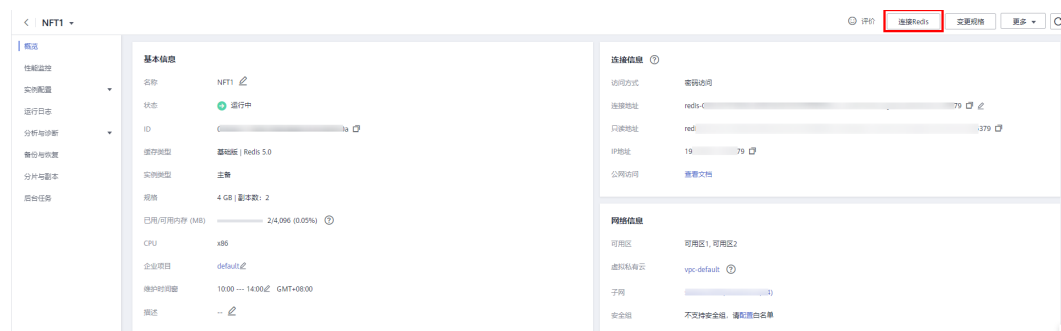 NFT1
评价 连接Redis 变更规格 更多
概览
性能监控
实例配置
运行日志
分析与诊断
备份与恢复
分片与副本
后台任务
基本信息
名称 NFT1
状态 运行中
ID
缓存类型 基础版 | Redis 5.0
实例类型 主备
规格 4 GB | 副本数：2
已用/可用内存 (MB) 2/4,096 (0.05%)
CPU x86
企业项目 default
维护时间窗 10:00 --- 14:00 GMT+08:00
描述 --
连接信息
访问方式 密码访问
连接地址 redis- 79
只读地址 redi 379
IP地址 19 79
公网访问 查看文档
网络信息
可用区 可用区1, 可用区2
虚拟私有云 vpc-default
子网
安全组 不支持安全组，请配置白名单